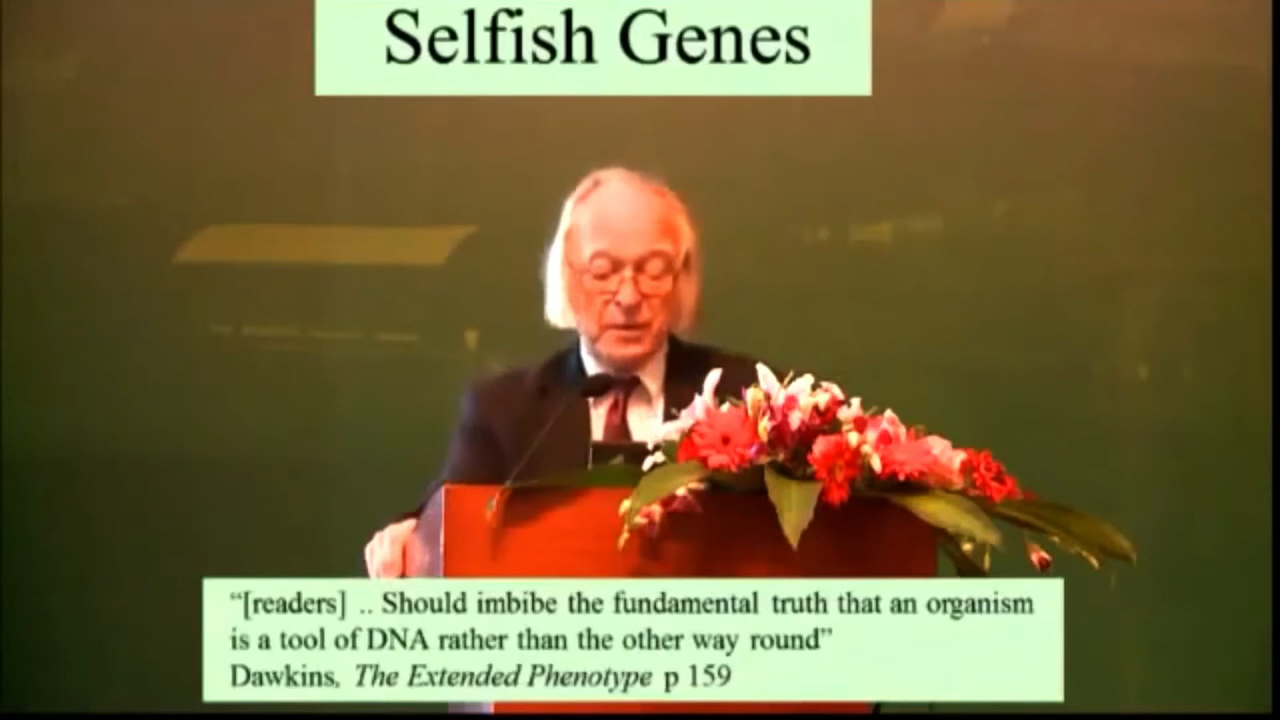 Selfish Genes
“[readers] .. Should imbibe the fundamental truth that an organism
is a tool of DNA rather than the other way round”
Dawkins, The Extended Phenotype p 159